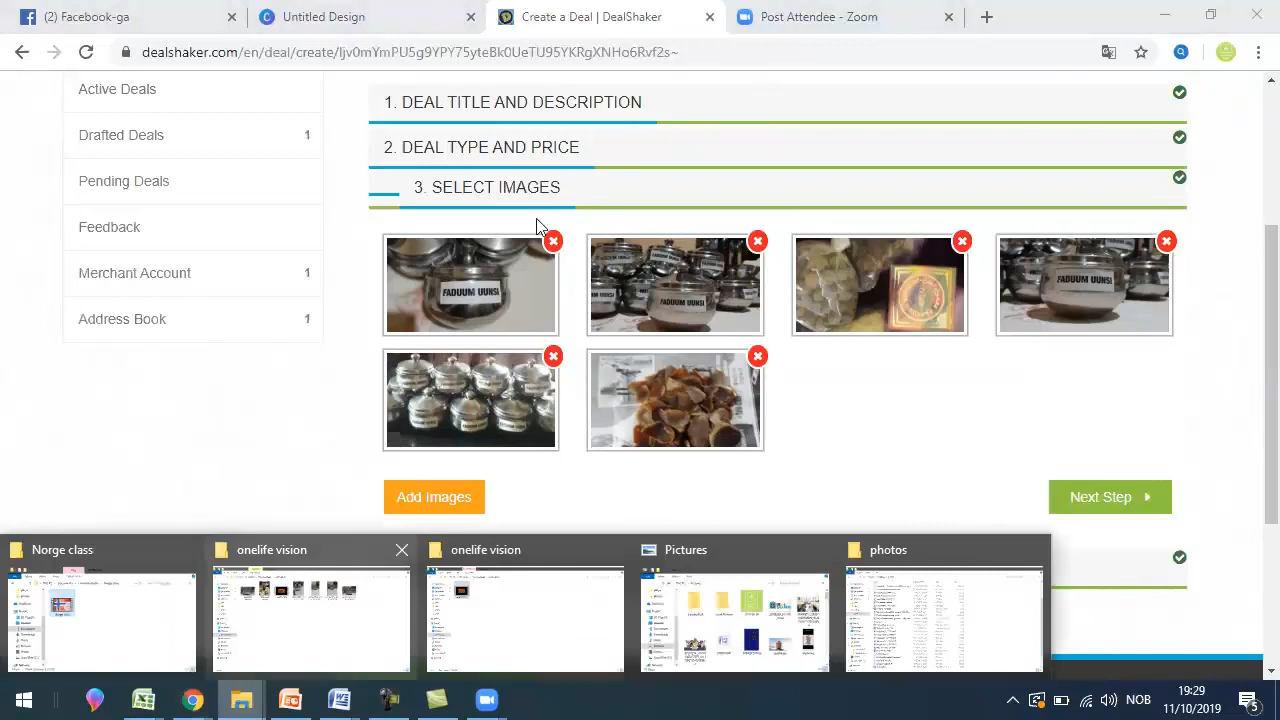 (2) Facebook-ga
Untitled Design
Create a Deal | DealShaker
Post Attendee - Zoom
dealshaker.com/en/deal/create/ljv0mYmPU5g9YPY75yteBk0UeTU95YKRgXNHo6Rvf2s~
Active Deals
Drafted Deals 1
Pending Deals
Feedback
Merchant Account 1
Address Book 1
1. DEAL TITLE AND DESCRIPTION
2. DEAL TYPE AND PRICE
3. SELECT IMAGES
FADUUM UUNSI
FADUUM UUNSI
FADUUM UUNSI
Add Images
Next Step
Norge class
onelife vision
onelife vision
Pictures
photos
NOB
19:29
11/10/2019
5